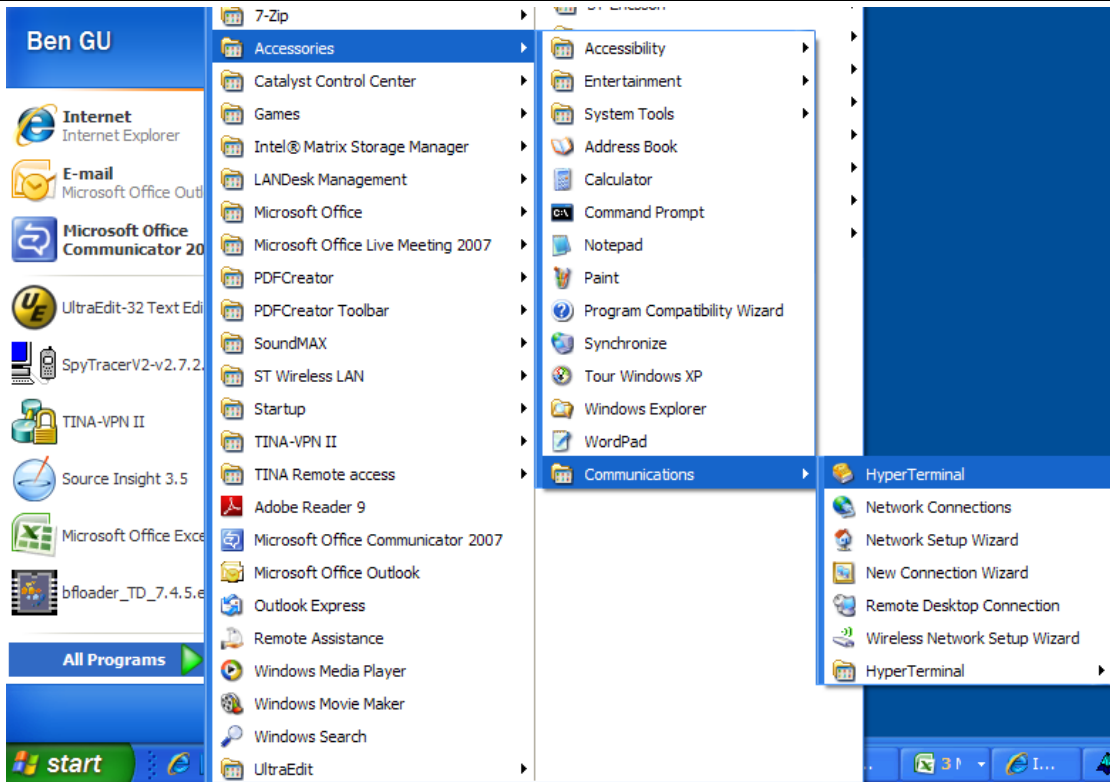 Ben GU
Internet
Internet Explorer
E-mail
Microsoft Office Outl
Microsoft Office
Communicator 20
UltraEdit-32 Text Edi
SpyTracerV2-v2.7.2.
TINA-VPN II
Source Insight 3.5
Microsoft Office Exce
bfloader_TD_7.4.5.e
All Programs
start
7-Zip
Accessories
Catalyst Control Center
Games
Intel® Matrix Storage Manager
LANDesk Management
Microsoft Office
Microsoft Office Live Meeting 2007
PDFCreator
PDFCreator Toolbar
SoundMAX
ST Wireless LAN
Startup
TINA-VPN II
TINA Remote access
Adobe Reader 9
Microsoft Office Communicator 2007
Microsoft Office Outlook
Outlook Express
Remote Assistance
Windows Media Player
Windows Movie Maker
Windows Search
UltraEdit
Accessibility
Entertainment
System Tools
Address Book
Calculator
C:\
Command Prompt
Notepad
Paint
Program Compatibility Wizard
Synchronize
Tour Windows XP
Windows Explorer
WordPad
Communications
HyperTerminal
Network Connections
Network Setup Wizard
New Connection Wizard
Remote Desktop Connection
Wireless Network Setup Wizard
HyperTerminal
3
I...